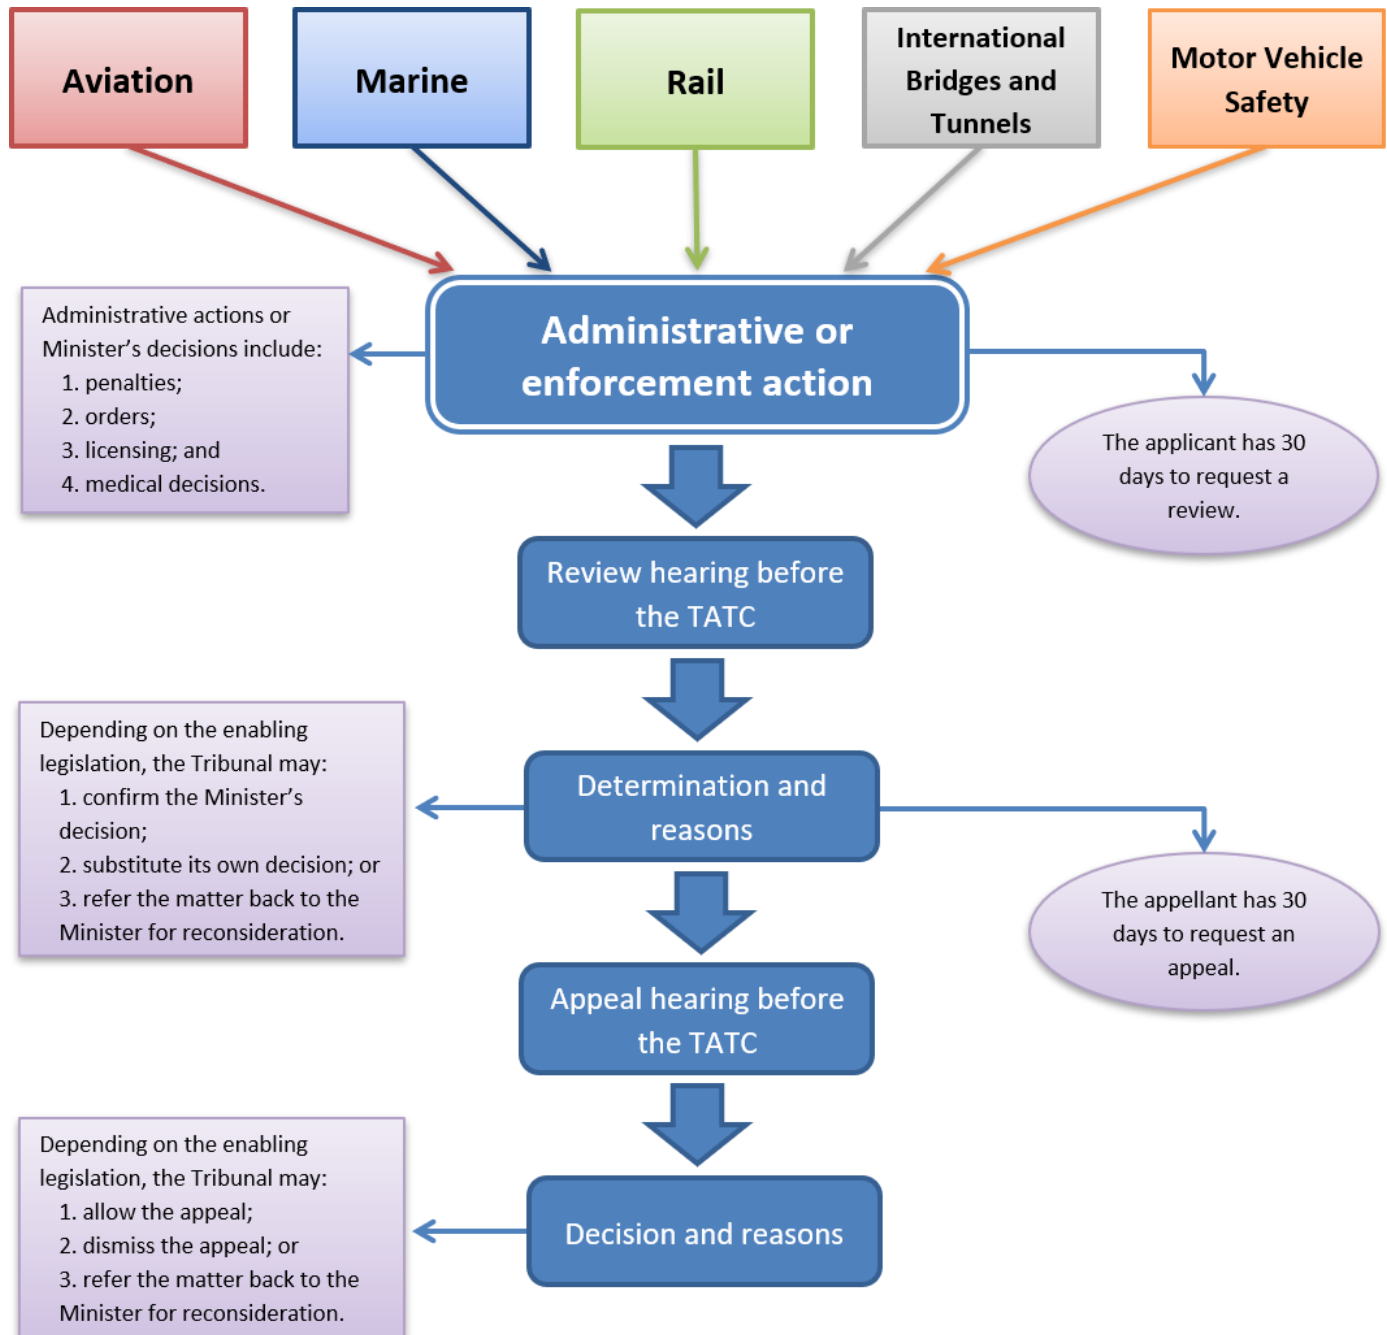 Aviation
Marine
Rail
International
Bridges and
Tunnels
Motor Vehicle
Safety
Administrative or
enforcement action
Administrative actions or
Minister’s decisions include:
1. penalties;
2. orders;
3. licensing; and
4. medical decisions.
The applicant has 30
days to request a
review.
Review hearing before
the TATC
Determination and
reasons
Depending on the enabling
legislation, the Tribunal may:
1. confirm the Minister’s
decision;
2. substitute its own decision; or
3. refer the matter back to the
Minister for reconsideration.
The appellant has 30
days to request an
appeal.
Appeal hearing before
the TATC
Decision and reasons
Depending on the enabling
legislation, the Tribunal may:
1. allow the appeal;
2. dismiss the appeal; or
3. refer the matter back to the
Minister for reconsideration.